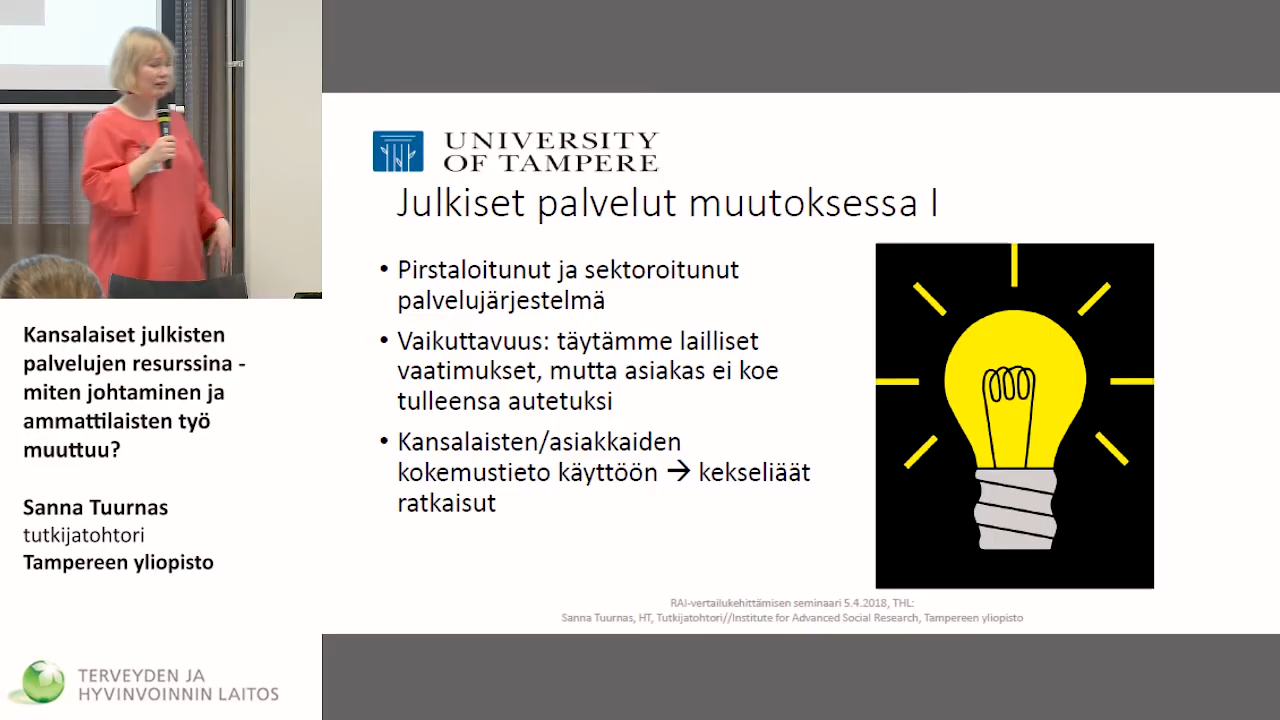 Kansalaiset julkisten
palvelujen resurssina -
miten johtaminen ja
ammattilaisten työ
muuttuu?
Sanna Tuurnas
tutkijatohtori
Tampereen yliopisto
TERVEYDEN JA
HYVINVOINNIN LAITOS
UNIVERSITY
OF TAMPERE
Julkiset palvelut muutoksessa I
• Pirstaloitunut ja sektoroitunut
palvelujärjestelmä
• Vaikuttavuus: täytämme lailliset
vaatimukset, mutta asiakas ei koe
tulleensa autetuksi
• Kansalaisten/asiakkaiden
kokemustieto käyttöön → kekseliäät
ratkaisut
RAI-vertailukehittämisen seminaari 5.4.2018, THL:
Sanna Tuurnas, HT, Tutkijatohtori//Institute for Advanced Social Research, Tampereen yliopisto